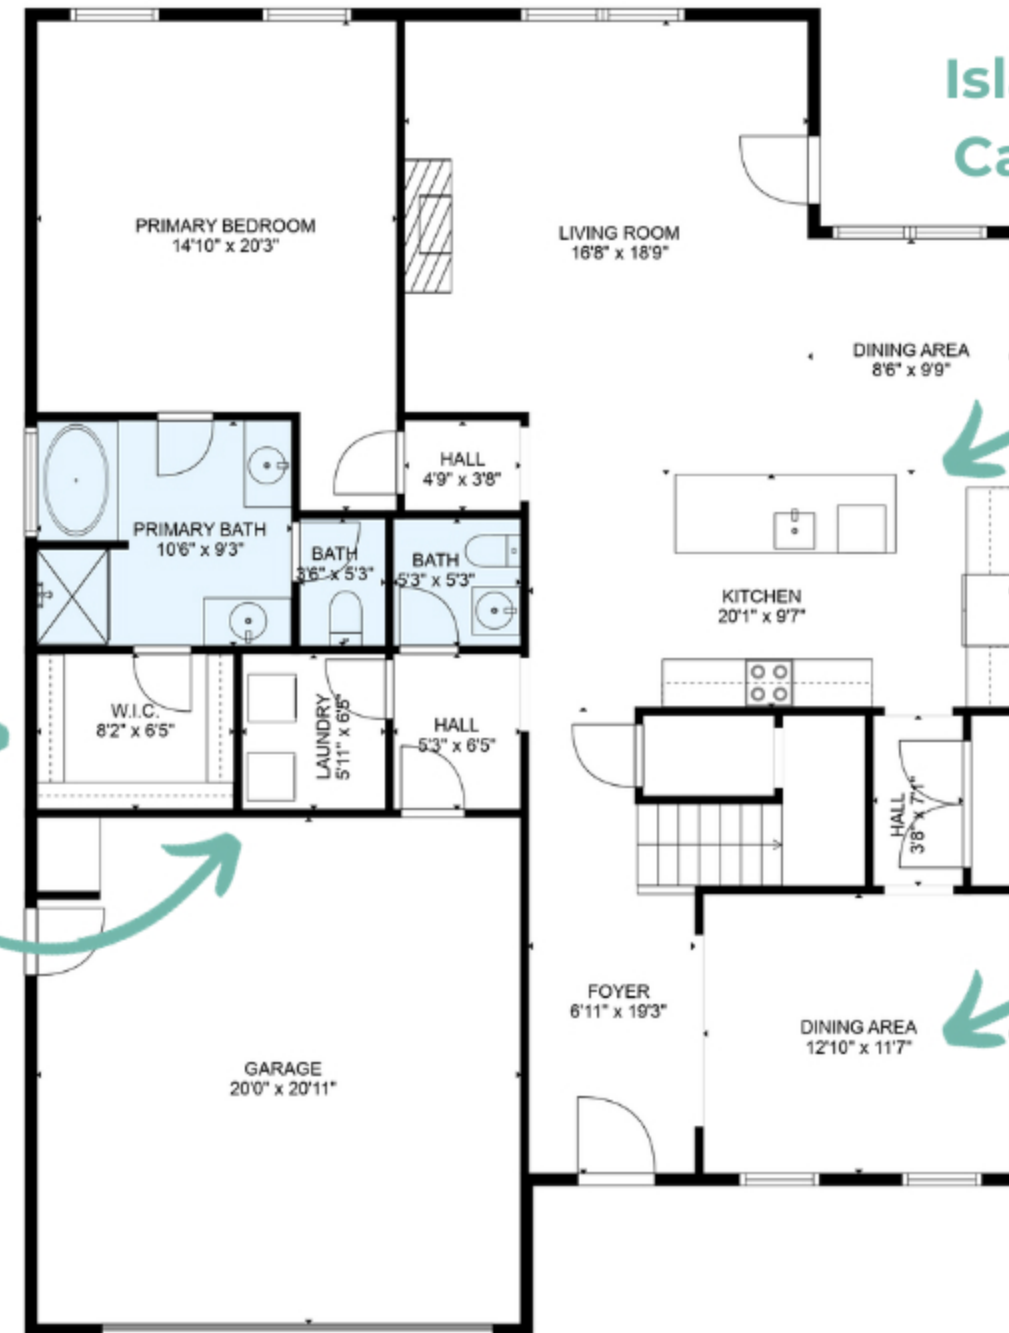 Isl
Ca
PRIMARY BEDROOM
14'10" x 20'3"
LIVING ROOM
16'8" x 18'9"
DINING AREA
8'6" x 9'9"
HALL
4'9" x 3'8"
PRIMARY BATH
10'6" x 9'3"
BATH
3'6" x 5'3"
BATH
5'3" x 5'3"
KITCHEN
20'1" x 9'7"
W.I.C.
8'2" x 6'5"
LAUNDRY
5'11" x 6'5"
HALL
5'3" x 6'5"
HALL
3'8" x 7'1"
FOYER
6'11" x 19'3"
DINING AREA
12'10" x 11'7"
GARAGE
20'0" x 20'11"